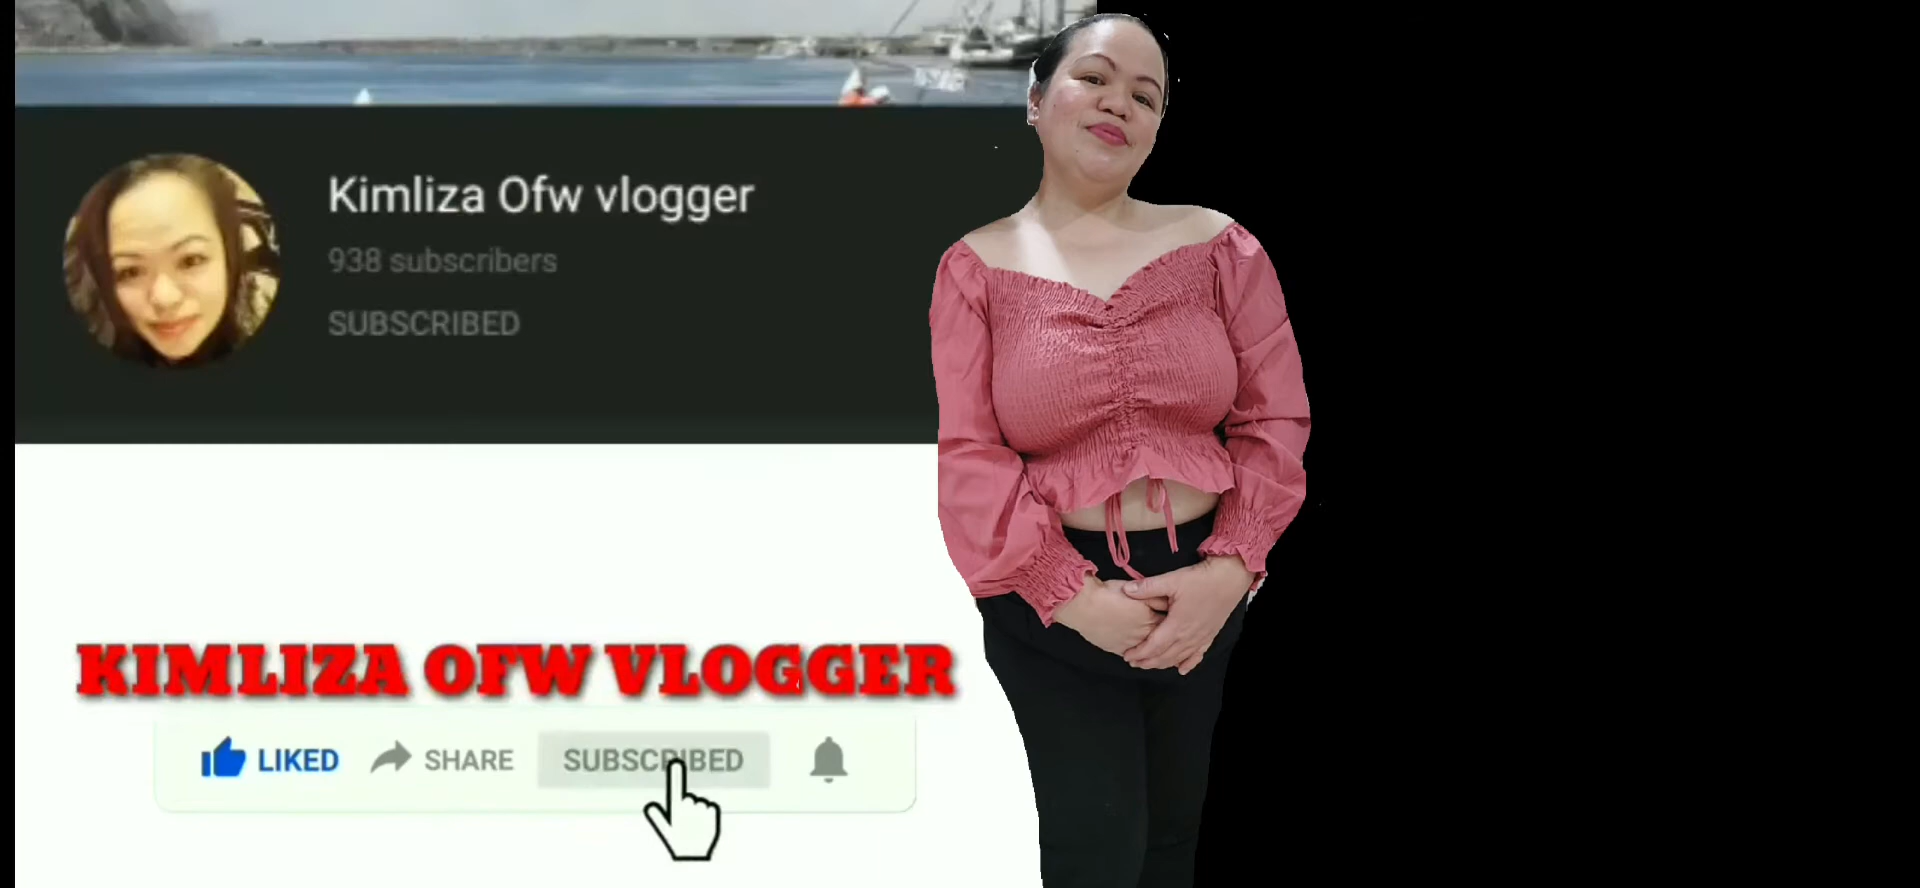 Kimliza Ofw vlogger
938 subscribers
SUBSCRIBED
KIMLIZA OFW VLOGGER
LIKED SHARE SUBSCRIBED